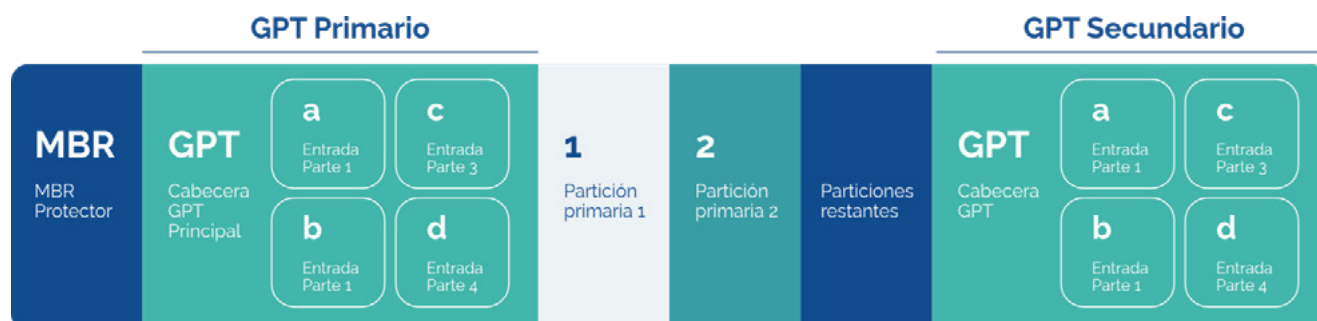 GPT Primario
GPT Secundario
MBR
MBR
Protector
GPT
Cabecera
GPT
Principal
a
Entrada
Parte 1
c
Entrada
Parte 3
b
Entrada
Parte 1
d
Entrada
Parte 4
1
Partición
primaria 1
2
Partición
primaria 2
Particiones
restantes
GPT
Cabecera
GPT
a
Entrada
Parte 1
c
Entrada
Parte 3
b
Entrada
Parte 1
d
Entrada
Parte 4